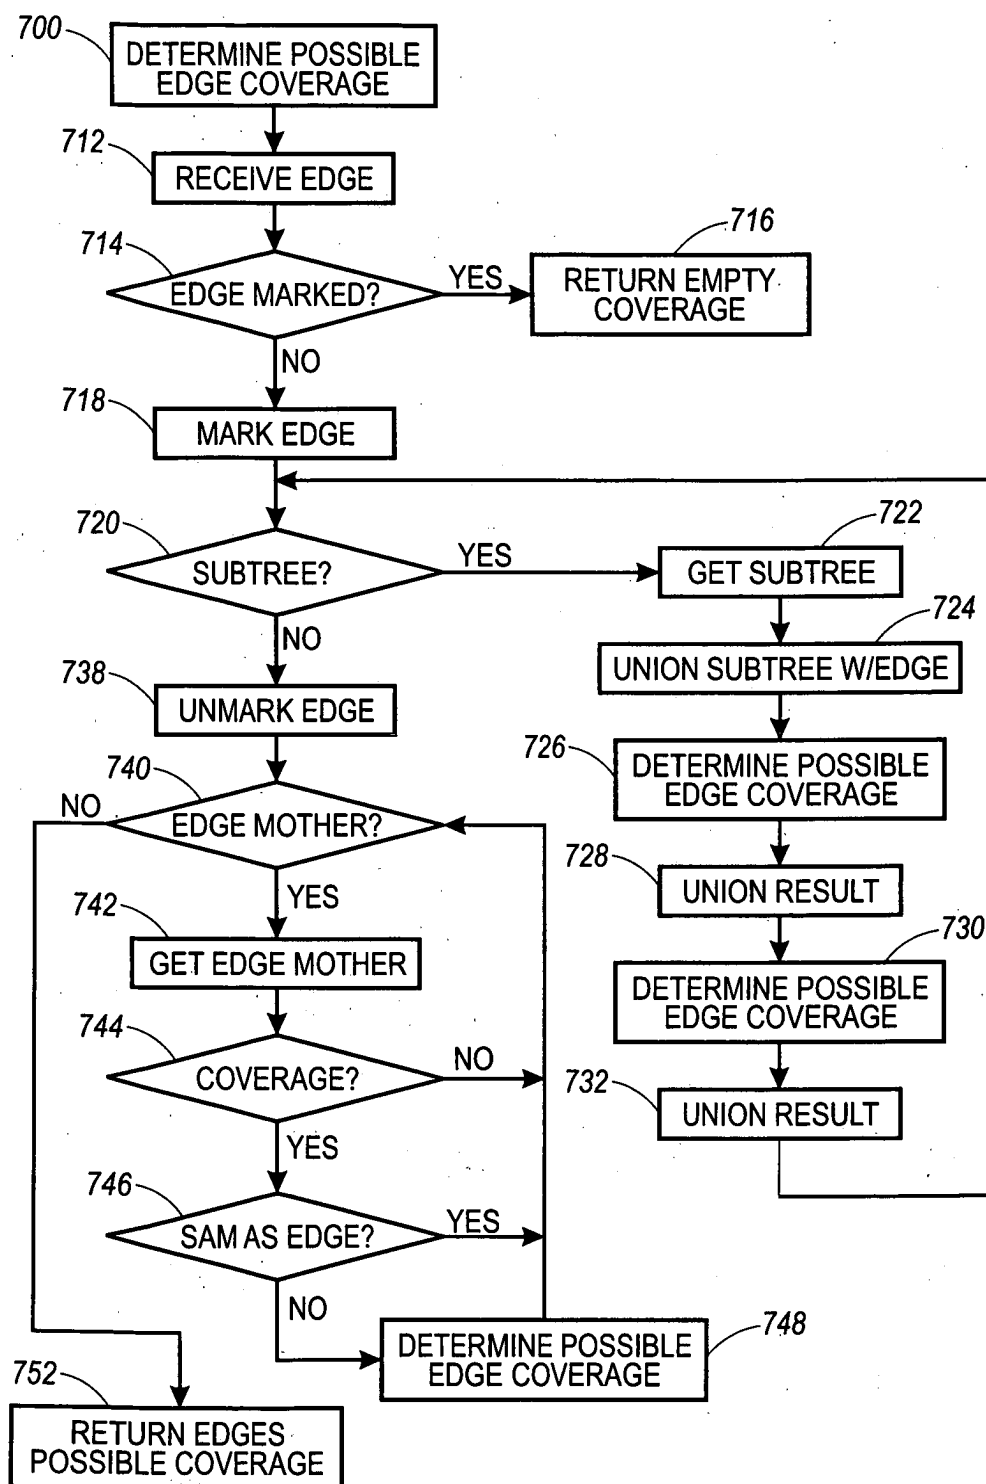 700
DETERMINE POSSIBLE
EDGE COVERAGE
712
RECEIVE EDGE
714
EDGE MARKED?
YES
716
RETURN EMPTY
COVERAGE
NO
718
MARK EDGE
720
SUBTREE?
YES
722
GET SUBTREE
724
UNION SUBTREE W/EDGE
726
DETERMINE POSSIBLE
EDGE COVERAGE
728
UNION RESULT
730
DETERMINE POSSIBLE
EDGE COVERAGE
732
UNION RESULT
NO
738
UNMARK EDGE
740
NO
EDGE MOTHER?
YES
742
GET EDGE MOTHER
744
COVERAGE?
NO
YES
746
SAM AS EDGE?
YES
NO
748
DETERMINE POSSIBLE
EDGE COVERAGE
752
RETURN EDGES
POSSIBLE COVERAGE